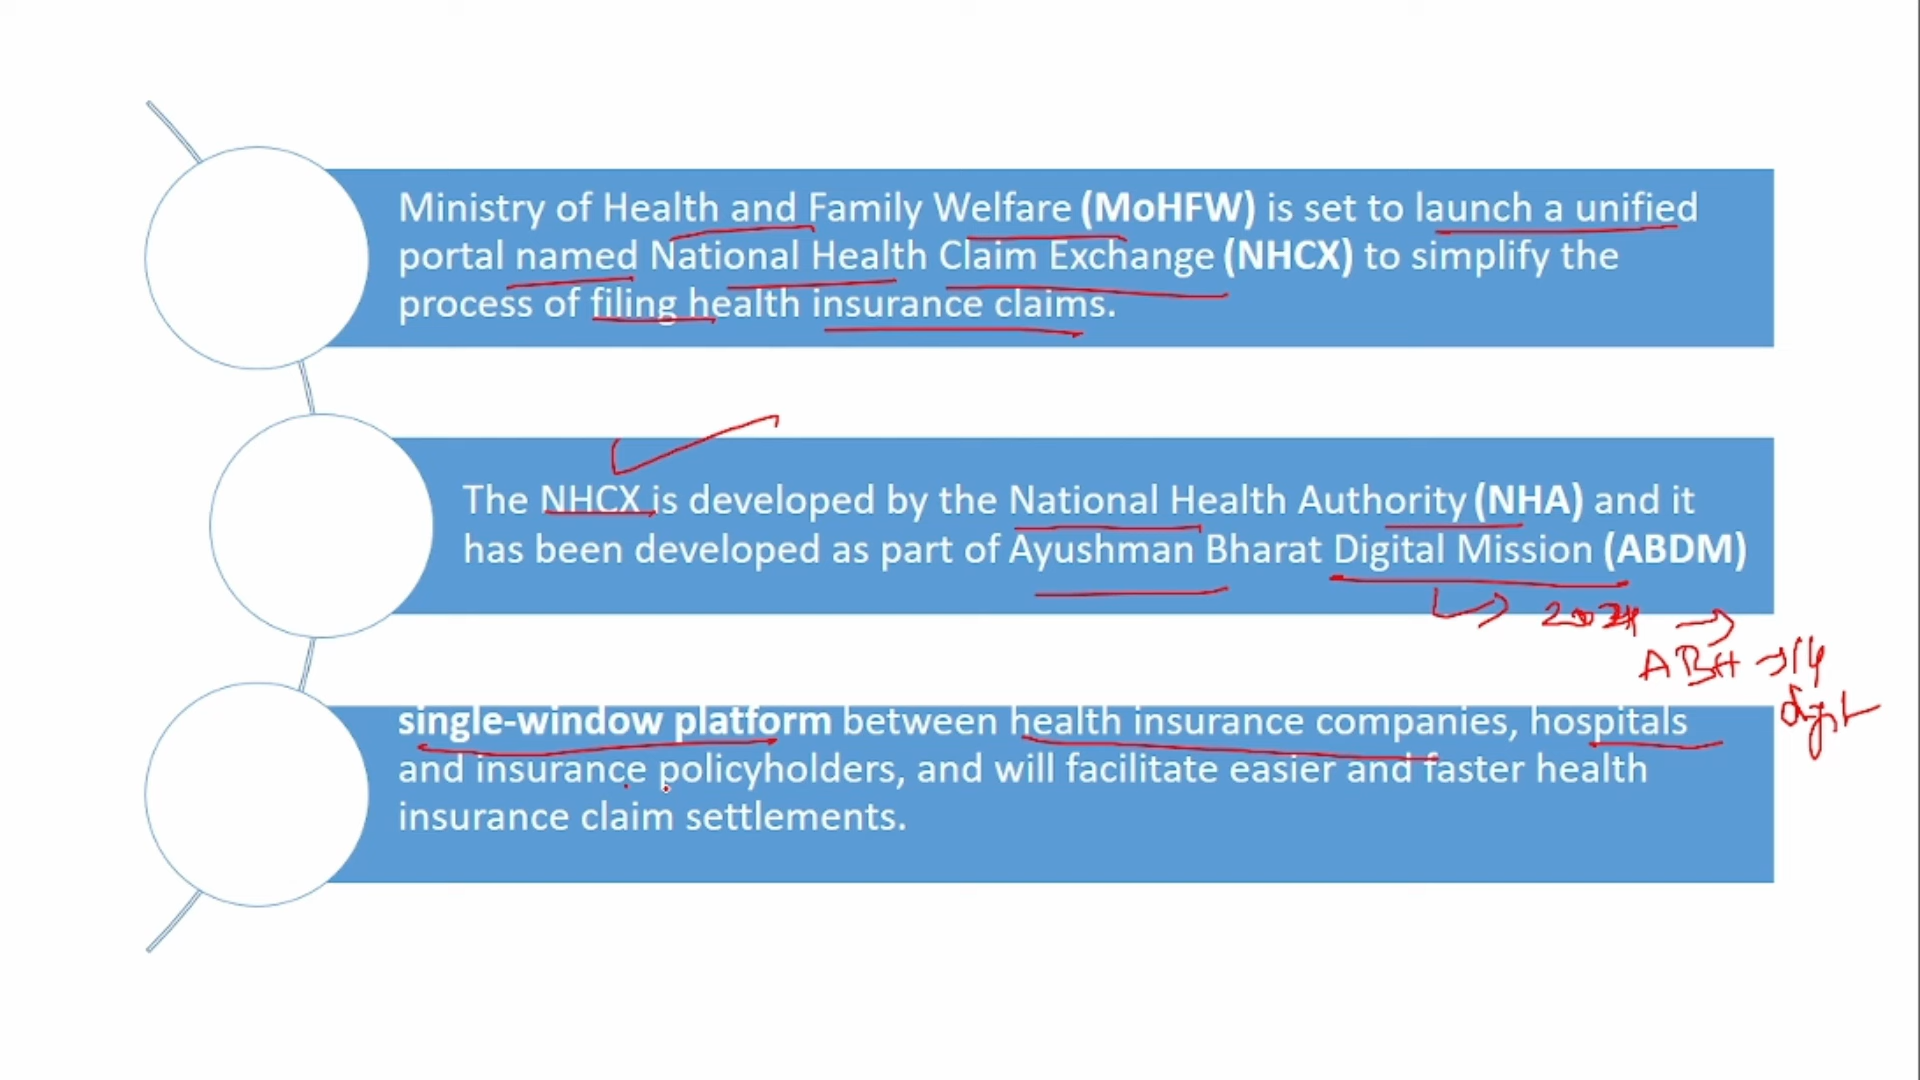 Ministry of Health and Family Welfare (MoHFW) is set to launch a unified
portal named National Health Claim Exchange (NHCX) to simplify the
process of filing health insurance claims.
The NHCX is developed by the National Health Authority (NHA) and it
has been developed as part of Ayushman Bharat Digital Mission (ABDM)
ABH → 14
single-window platform between health insurance companies, hospitals
and insurance policyholders, and will facilitate easier and faster health
insurance claim settlements.